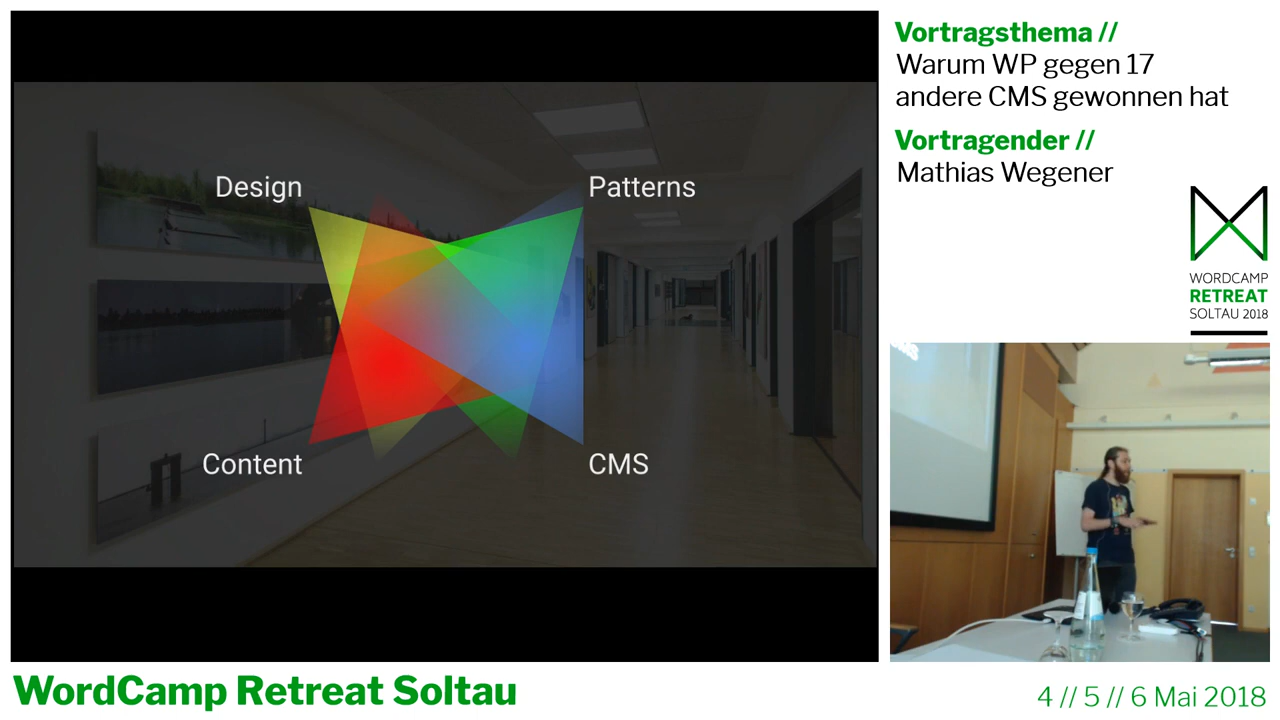 Design
Patterns
Content
CMS
Vortragsthema //
Warum WP gegen 17
andere CMS gewonnen hat
Vortragender //
Mathias Wegener
WORDCAMP
RETREAT
SOLTAU 2018
WordCamp Retreat Soltau
4 // 5 // 6 Mai 2018